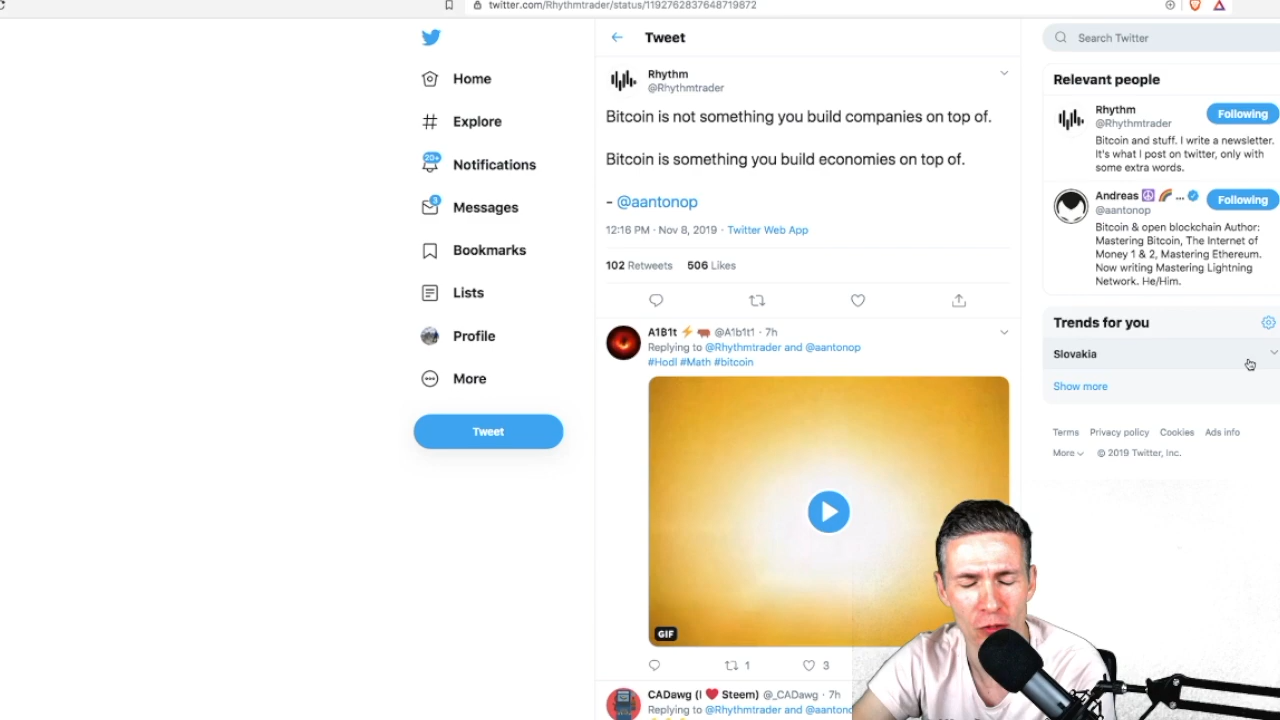 twitter.com/Rhythmtrader/status/1192762837648719872
Home
Explore
20+
Notifications
3
Messages
Bookmarks
Lists
Profile
More
Tweet
Tweet
Rhythm
@Rhythmtrader
Bitcoin is not something you build companies on top of.
Bitcoin is something you build economies on top of.
- @aantonop
12:16 PM · Nov 8, 2019 · Twitter Web App
102 Retweets 506 Likes
A1B1t @A1b1t1 · 7h
Replying to @Rhythmtrader and @aantonop
#Hodl #Math #bitcoin
GIF
1 3
CADawg (I ❤️ Steem) @_CADawg · 7h
Replying to @Rhythmtrader and @aantonop
Search Twitter
Relevant people
Rhythm
@Rhythmtrader
Following
Bitcoin and stuff. I write a newsletter.
It's what I post on twitter, only with
some extra words.
Andreas ☮️ 🌈 ...
@aantonop
Following
Bitcoin & open blockchain Author:
Mastering Bitcoin, The Internet of
Money 1 & 2, Mastering Ethereum.
Now writing Mastering Lightning
Network. He/Him.
Trends for you
Slovakia
Show more
Terms Privacy policy Cookies Ads info
More © 2019 Twitter, Inc.